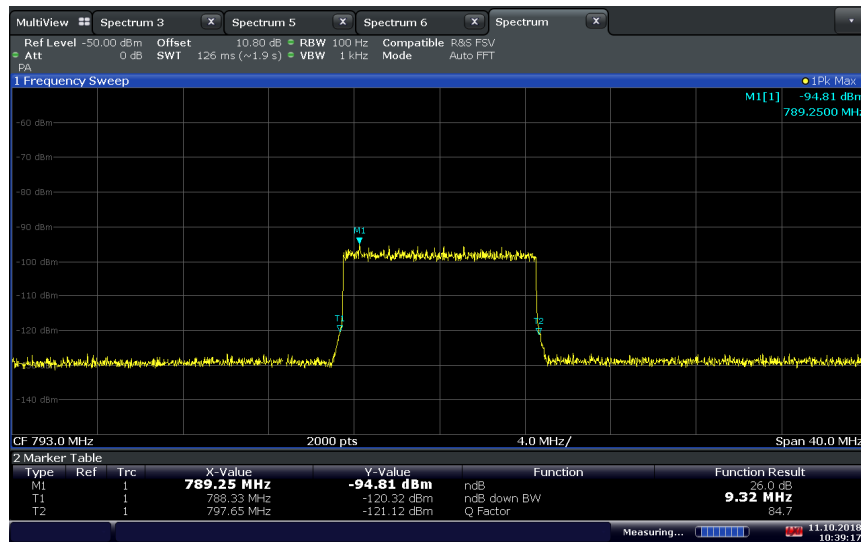 MultiView Spectrum 3 X Spectrum 5 X Spectrum 6 X Spectrum X
Ref Level -50.00 dBm Offset 10.80 dB RBW 100 Hz Compatible R&S FSV
Att 0 dB SWT 126 ms (~1.9 s) VBW 1 kHz Mode Auto FFT
PA
1 Frequency Sweep 1Pk Max
M1[1] -94.81 dBm
789.2500 MHz
-60 dBm
-70 dBm
-80 dBm
-90 dBm
M1
-100 dBm
-110 dBm
T1
T2
-120 dBm
-130 dBm
-140 dBm
CF 793.0 MHz 2000 pts 4.0 MHz/ Span 40.0 MHz
2 Marker Table
Type Ref Trc X-Value Y-Value Function Function Result
M1 1 789.25 MHz -94.81 dBm ndB 26.0 dB
T1 1 788.33 MHz -120.32 dBm ndB down BW 9.32 MHz
T2 1 797.65 MHz -121.12 dBm Q Factor 84.7
Measuring... 11.10.2018
10:39:17